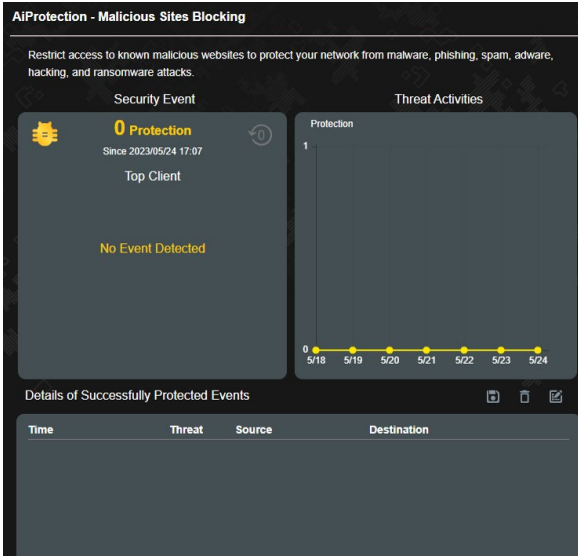 AiProtection - Malicious Sites Blocking
Restrict access to known malicious websites to protect your network from malware, phishing, spam, adware,
hacking, and ransomware attacks.
Security Event
Threat Activities
0 Protection
0
Since 2023/05/24 17:07
Top Client
No Event Detected
Protection
1
0
5/18 5/19 5/20 5/21 5/22 5/23 5/24
Details of Successfully Protected Events
Time Threat Source Destination